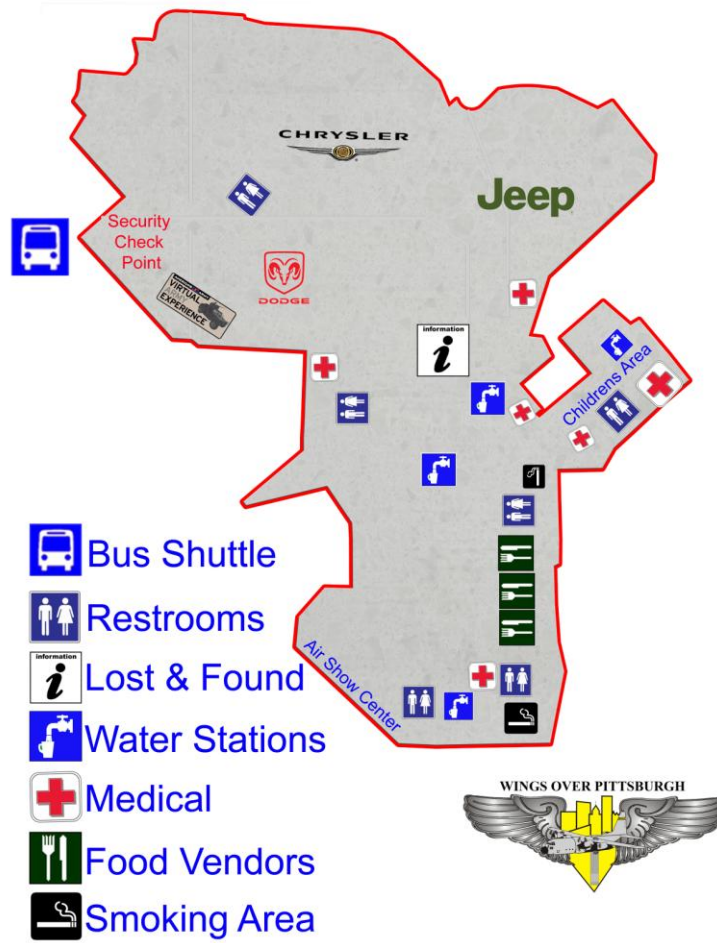 CHRYSLER
Jeep
Security
Check
Point
DODGE
VIRTUAL
ARMY
EXPERIENCE
information
i
Childrens Area
Air Show Center
Bus Shuttle
Restrooms
information
i
Lost & Found
Water Stations
Medical
Food Vendors
Smoking Area
WINGS OVER PITTSBURGH